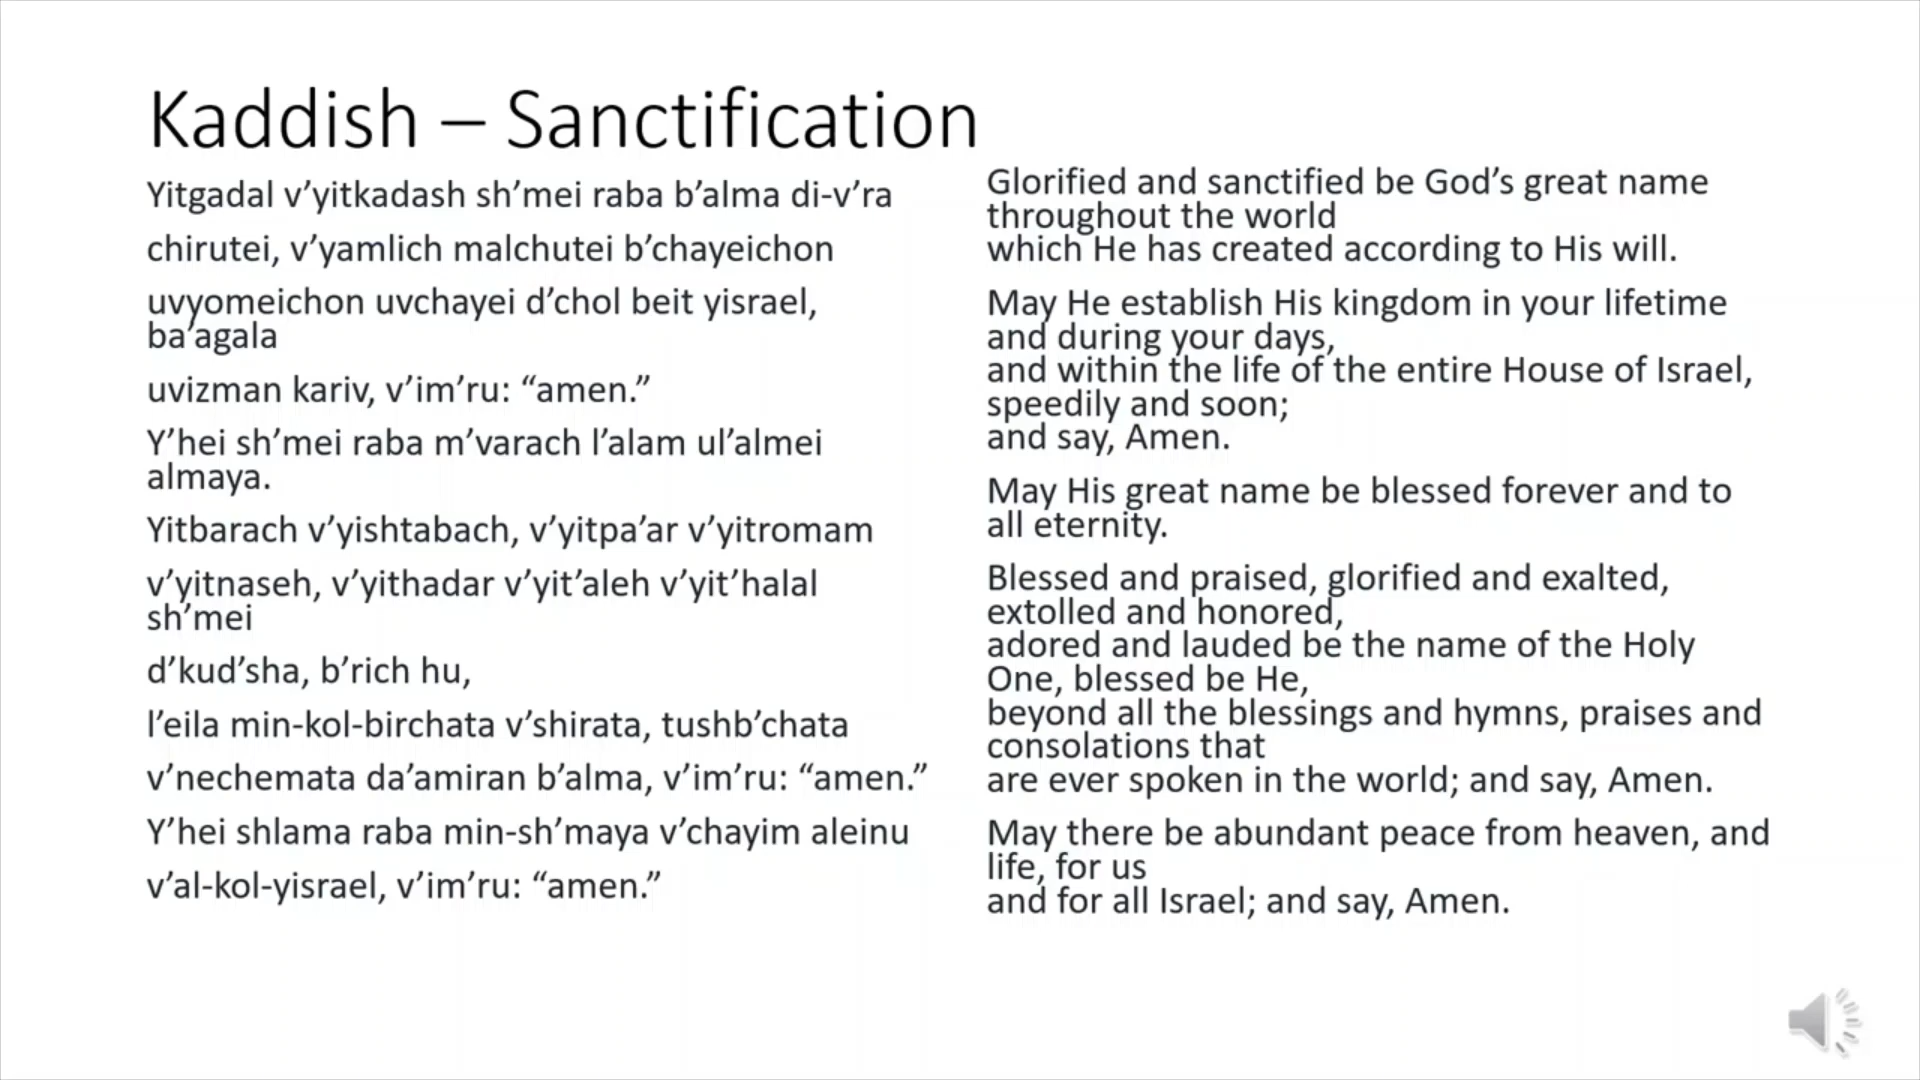 Kaddish – Sanctification
Yitgadal v’yitkadash sh’mei raba b’alma di-v’ra
chirutei, v’yamlich malchutei b’chayeichon
uvyomeichon uvchayei d’chol beit yisrael,
ba’agala
uvizman kariv, v’im’ru: “amen.”
Y’hei sh’mei raba m’varach l’alam ul’almei
almaya.
Yitbarach v’yishtabach, v’yitpa’ar v’yitromam
v’yitnaseh, v’yithadar v’yit’aleh v’yit’halal
sh’mei
d’kud’sha, b’rich hu,
l’eila min-kol-birchata v’shirata, tushb’chata
v’nechemata da’amiran b’alma, v’im’ru: “amen.”
Y’hei shlama raba min-sh’maya v’chayim aleinu
v’al-kol-yisrael, v’im’ru: “amen.”
Glorified and sanctified be God’s great name
throughout the world
which He has created according to His will.
May He establish His kingdom in your lifetime
and during your days,
and within the life of the entire House of Israel,
speedily and soon;
and say, Amen.
May His great name be blessed forever and to
all eternity.
Blessed and praised, glorified and exalted,
extolled and honored,
adored and lauded be the name of the Holy
One, blessed be He,
beyond all the blessings and hymns, praises and
consolations that
are ever spoken in the world; and say, Amen.
May there be abundant peace from heaven, and
life, for us
and for all Israel; and say, Amen.